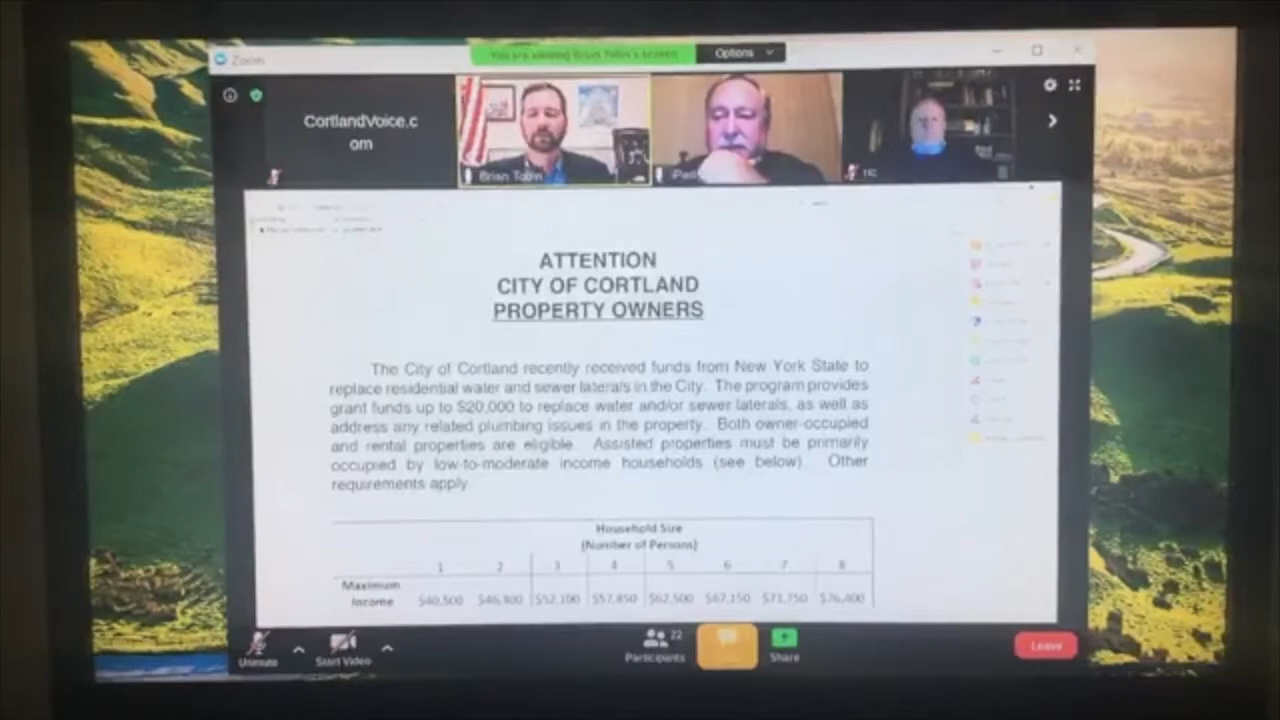 Zoom
You are viewing Brian Tobin's screen
Options
CortlandVoice.c
om
Brian Tobin
iPad
ATTENTION
CITY OF CORTLAND
PROPERTY OWNERS
The City of Cortland recently received funds from New York State to
replace residential water and sewer laterals in the City. The program provides
grant funds up to $20,000 to replace water and/or sewer laterals, as well as
address any related plumbing issues in the property. Both owner-occupied
and rental properties are eligible. Assisted properties must be primarily
occupied by low-to-moderate income households (see below). Other
requirements apply.
Household Size
(Number of Persons)
1 2 3 4 5 6 7 8
Maximum
Income $40,500 $46,300 $52,100 $57,850 $62,500 $67,150 $71,750 $76,400
22
Unmute Start Video Participants Share Leave